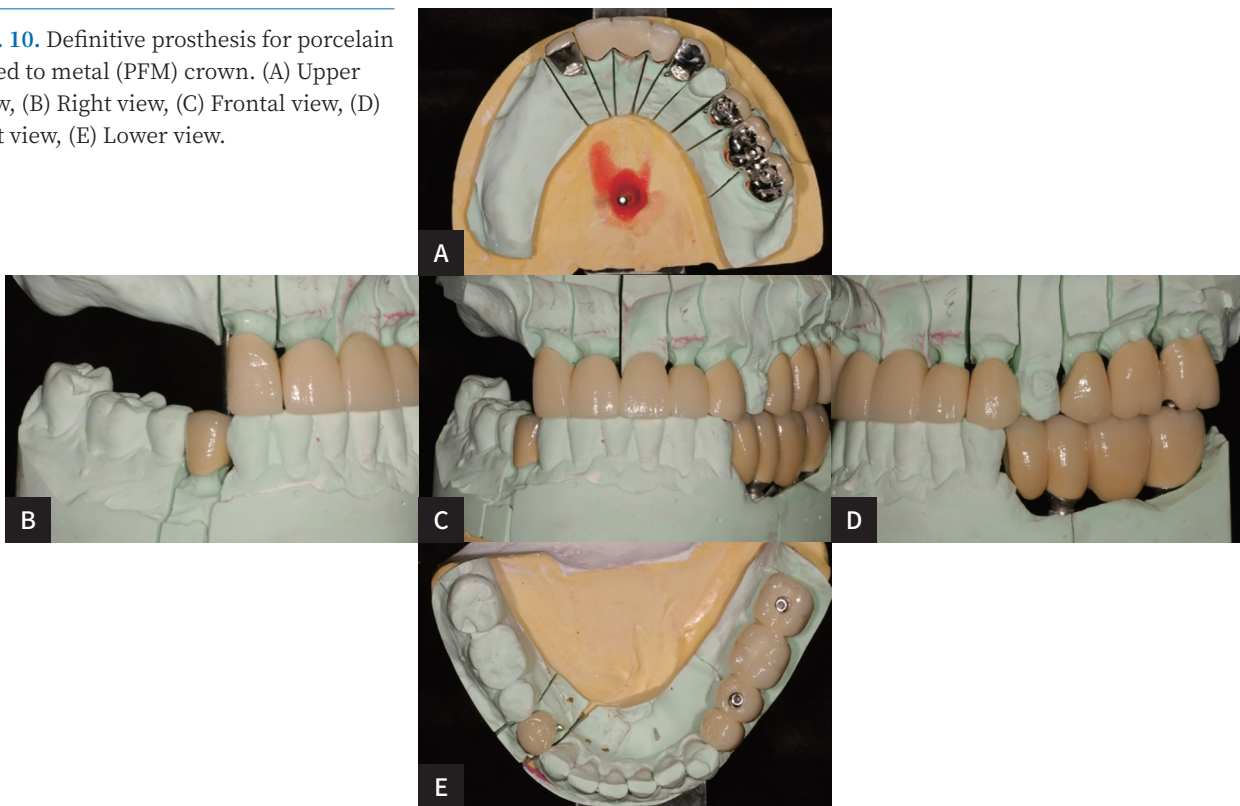 . 10. Definitive prosthesis for porcelain
ed to metal (PFM) crown. (A) Upper
w, (B) Right view, (C) Frontal view, (D)
t view, (E) Lower view.
A
B
C
D
E